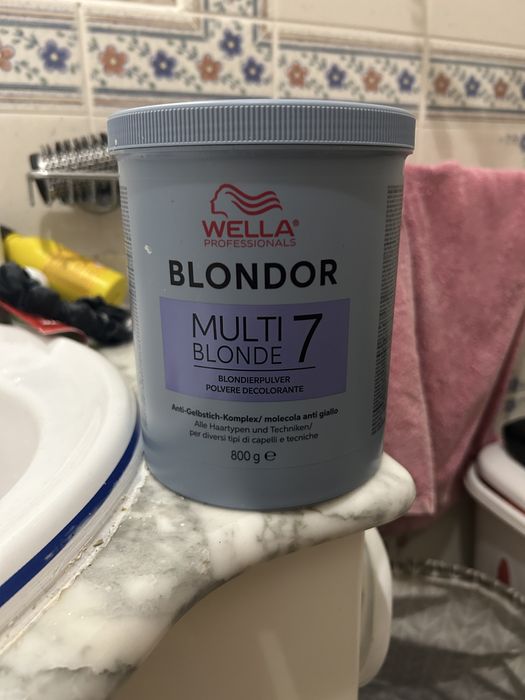 WELLA®
PROFESSIONALS
BLONDOR
MULTI
BLONDE 7
BLONDIERPULVER
POLVERE DECOLORANTE
Anti-Gelbstich-Komplex/ molecola anti giallo
Alle Haartypen und Techniken/
per diversi tipi di capelli e tecniche
800 g ℮